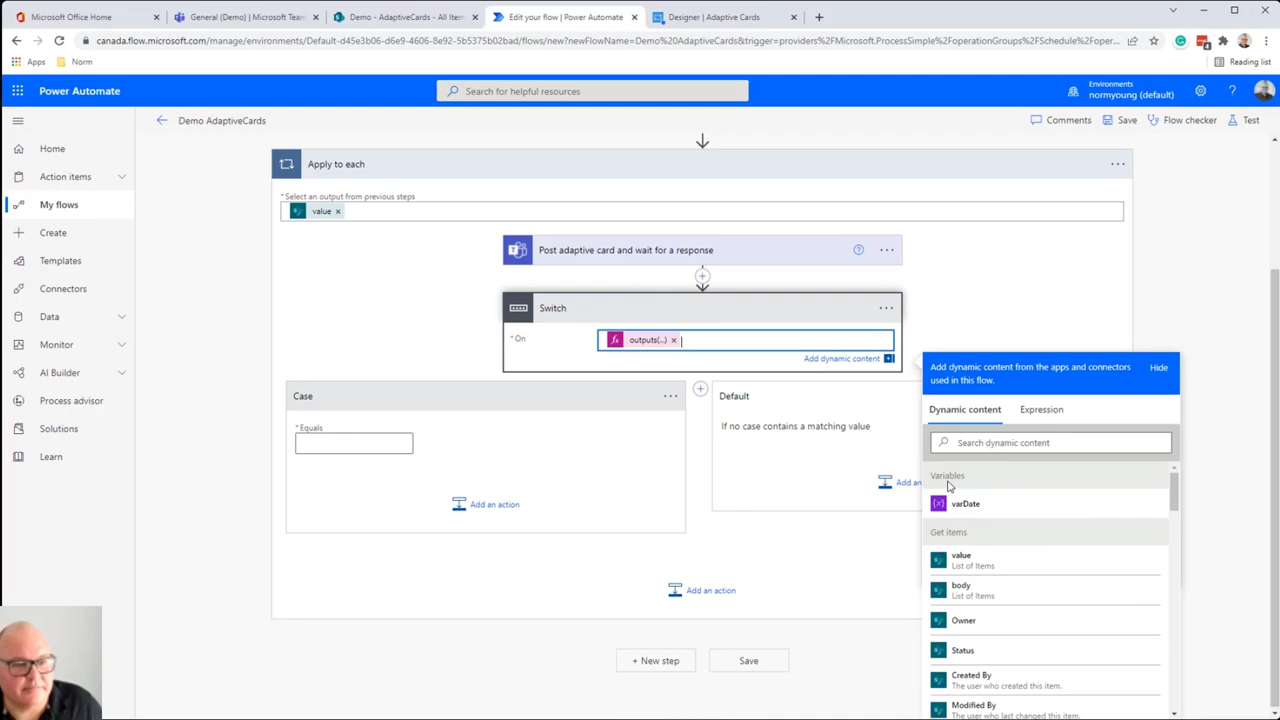 Microsoft Office Home
General (Demo) | Microsoft Team
Demo - AdaptiveCards - All Item
Edit your flow | Power Automate
Designer | Adaptive Cards
canada.flow.microsoft.com/manage/environments/Default-d45e3b06-d6e9-4606-8e92-5b5375b02bad/flows/new?newFlowName=Demo%20AdaptiveCards&trigger=providers%2FMicrosoft.ProcessSimple%2FoperationGroups%2FSchedule%2Foper...
Apps
Norm
Reading list
Power Automate
Search for helpful resources
Environments
normyoung (default)
Demo AdaptiveCards
Comments
Save
Flow checker
Test
Home
Action items
My flows
Create
Templates
Connectors
Data
Monitor
AI Builder
Process advisor
Solutions
Learn
Apply to each
* Select an output from previous steps
value
Post adaptive card and wait for a response
Switch
* On
outputs(...)
Add dynamic content
Case
* Equals
Add an action
Default
If no case contains a matching value
Add an
Add an action
+ New step
Save
Add dynamic content from the apps and connectors
used in this flow.
Hide
Dynamic content
Expression
Search dynamic content
Variables
varDate
Get items
value
List of Items
body
List of Items
Owner
Status
Created By
The user who created this item.
Modified By
The user who last changed this item.